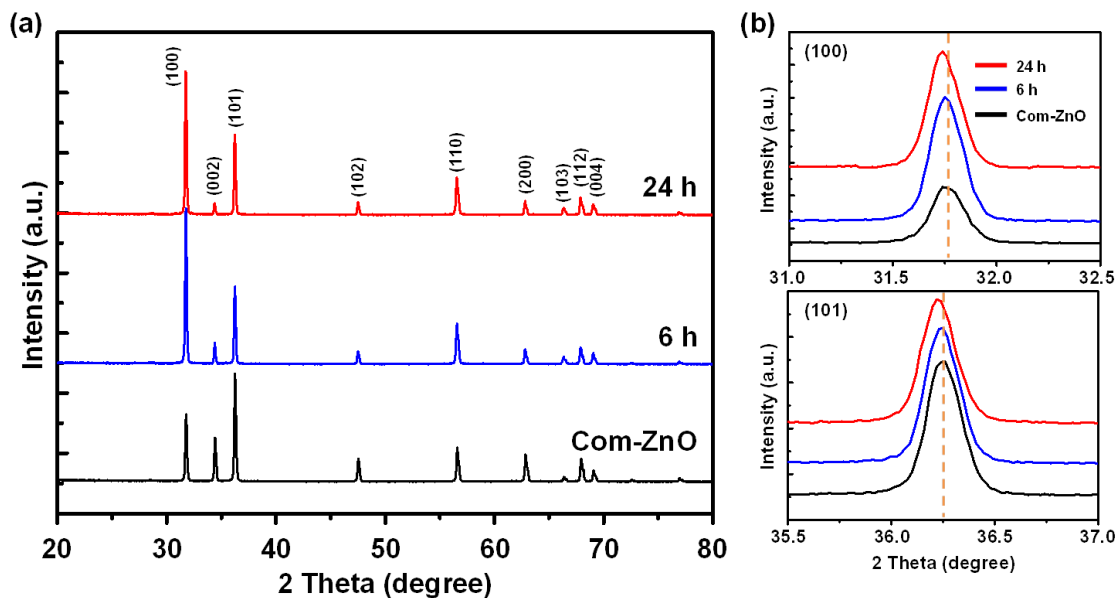 (a)
(100)
(002)
(101)
(102)
(110)
(200)
(103)
(112)
(004)
24 h
6 h
Com-ZnO
Intensity (a.u.)
20 30 40 50 60 70 80
2 Theta (degree)
(b)
(100)
24 h
6 h
Com-ZnO
Intensity (a.u.)
31.0 31.5 32.0 32.5
(101)
Intensity (a.u.)
35.5 36.0 36.5 37.0
2 Theta (degree)